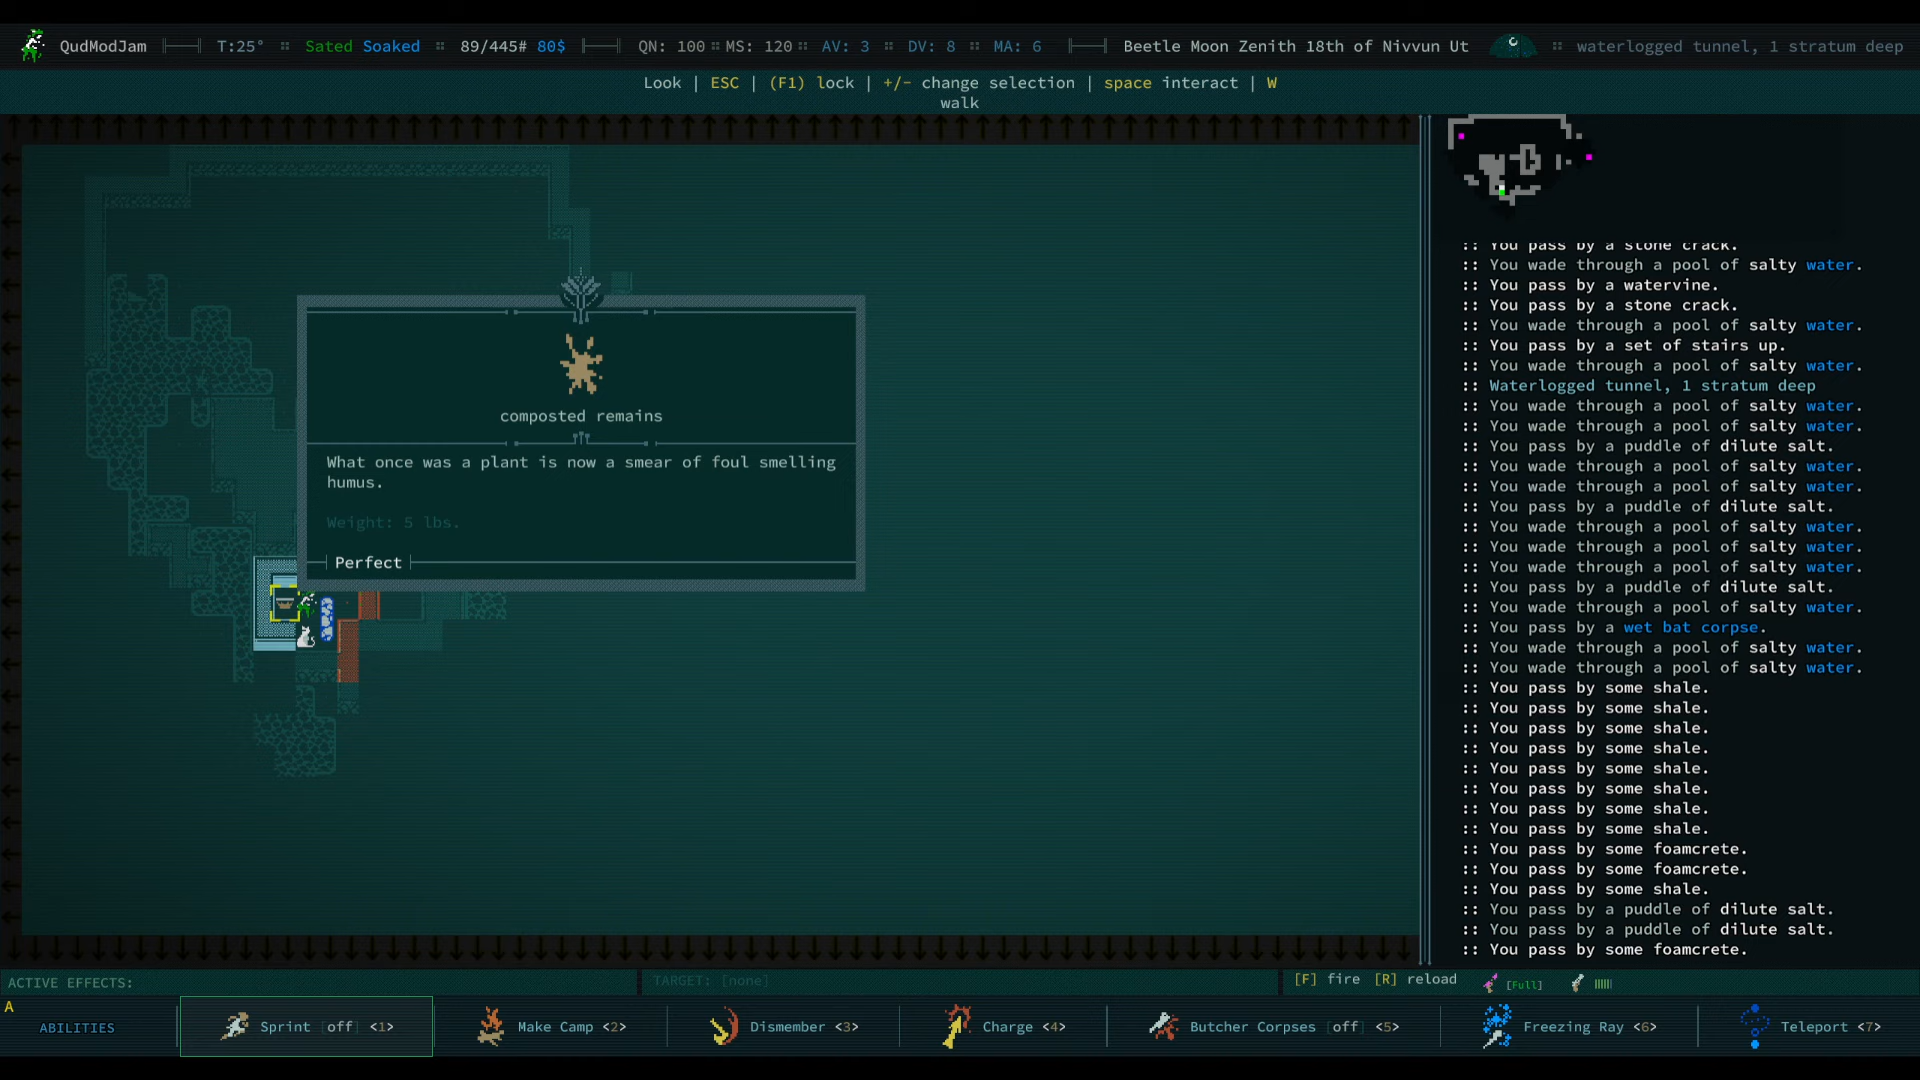 QudModJam T:25° :: Sated Soaked :: 89/445# 80$ QN: 100 :: MS: 120 :: AV: 3 :: DV: 8 :: MA: 6 Beetle Moon Zenith 18th of Nivvun Ut :: waterlogged tunnel, 1 stratum deep
Look | ESC | (F1) lock | +/- change selection | space interact | W
walk
composted remains
What once was a plant is now a smear of foul smelling
humus.
Weight: 5 lbs.
Perfect
:: You pass by a stone crack.
:: You wade through a pool of salty water.
:: You pass by a watervine.
:: You pass by a stone crack.
:: You wade through a pool of salty water.
:: You pass by a set of stairs up.
:: You wade through a pool of salty water.
:: Waterlogged tunnel, 1 stratum deep
:: You wade through a pool of salty water.
:: You wade through a pool of salty water.
:: You pass by a puddle of dilute salt.
:: You wade through a pool of salty water.
:: You wade through a pool of salty water.
:: You pass by a puddle of dilute salt.
:: You wade through a pool of salty water.
:: You wade through a pool of salty water.
:: You wade through a pool of salty water.
:: You pass by a puddle of dilute salt.
:: You wade through a pool of salty water.
:: You pass by a wet bat corpse.
:: You wade through a pool of salty water.
:: You wade through a pool of salty water.
:: You pass by some shale.
:: You pass by some shale.
:: You pass by some shale.
:: You pass by some shale.
:: You pass by some shale.
:: You pass by some shale.
:: You pass by some shale.
:: You pass by some shale.
:: You pass by some foamcrete.
:: You pass by some foamcrete.
:: You pass by some shale.
:: You pass by a puddle of dilute salt.
:: You pass by a puddle of dilute salt.
:: You pass by some foamcrete.
ACTIVE EFFECTS: TARGET: [none] [F] fire [R] reload [Full]
A
ABILITIES Sprint [off] <1> Make Camp <2> Dismember <3> Charge <4> Butcher Corpses [off] <5> Freezing Ray <6> Teleport <7>